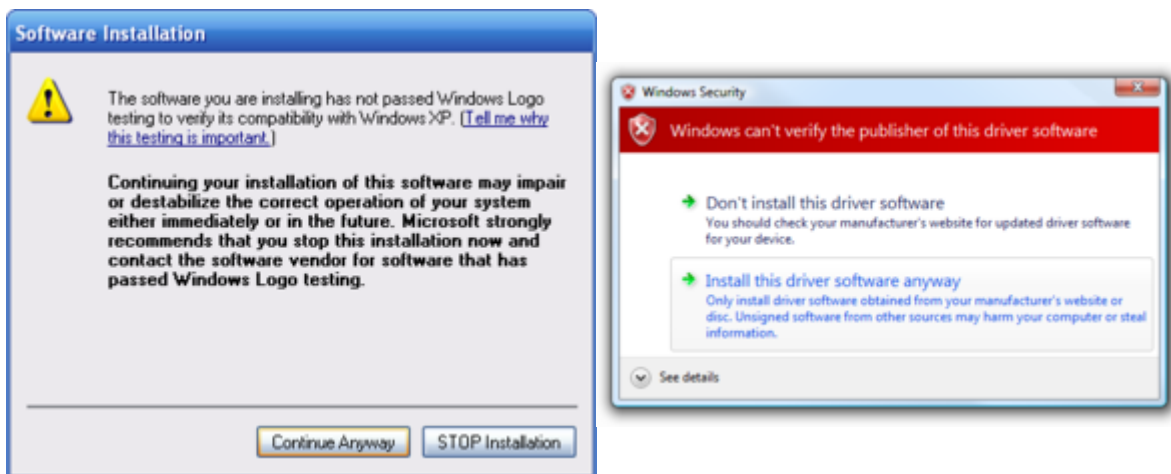 Software Installation
The software you are installing has not passed Windows Logo
testing to verify its compatibility with Windows XP. (Tell me why
this testing is important.)
Continuing your installation of this software may impair
or destabilize the correct operation of your system
either immediately or in the future. Microsoft strongly
recommends that you stop this installation now and
contact the software vendor for software that has
passed Windows Logo testing.
Continue Anyway STOP Installation
Windows Security
Windows can't verify the publisher of this driver software
Don't install this driver software
You should check your manufacturer's website for updated driver software
for your device.
Install this driver software anyway
Only install driver software obtained from your manufacturer's website or
disc. Unsigned software from other sources may harm your computer or steal
information.
See details